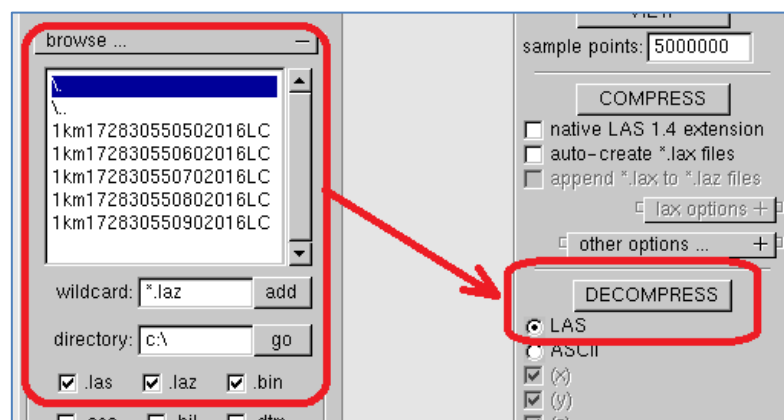 browse ...
\.
\..
1km172830550502016LC
1km172830550602016LC
1km172830550702016LC
1km172830550802016LC
1km172830550902016LC
wildcard: *.laz add
directory: c:\ go
.las .laz .bin
VIEW
sample points: 5000000
COMPRESS
native LAS 1.4 extension
auto-create *.lax files
append *.lax to *.laz files
lax options +
other options ... +
DECOMPRESS
LAS
ASCII
(x)
(y)